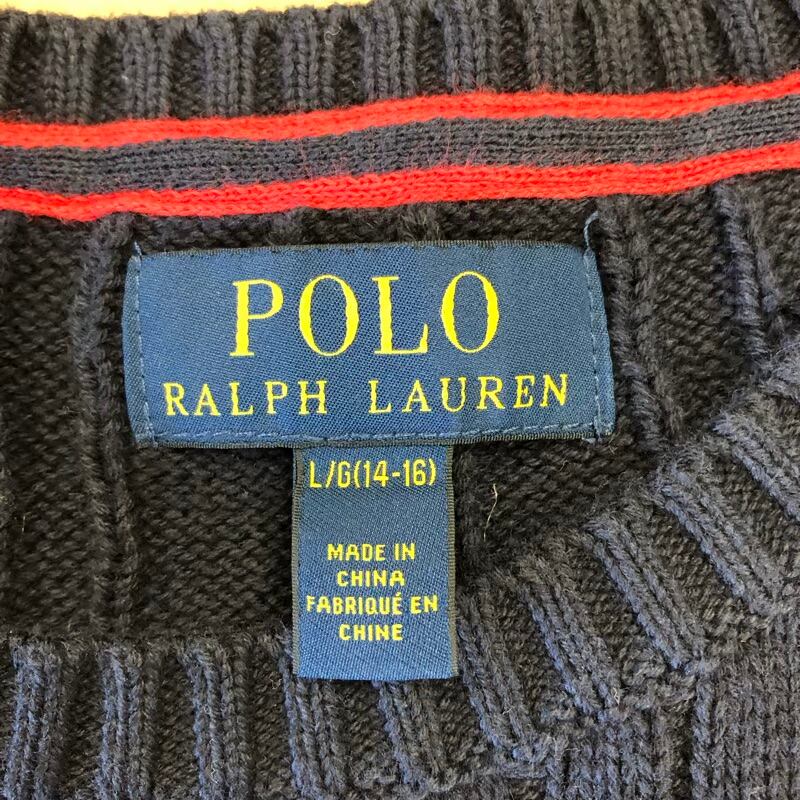 POLO
RALPH LAUREN
L/G(14-16)
MADE IN
CHINA
FABRIQUÉ EN
CHINE